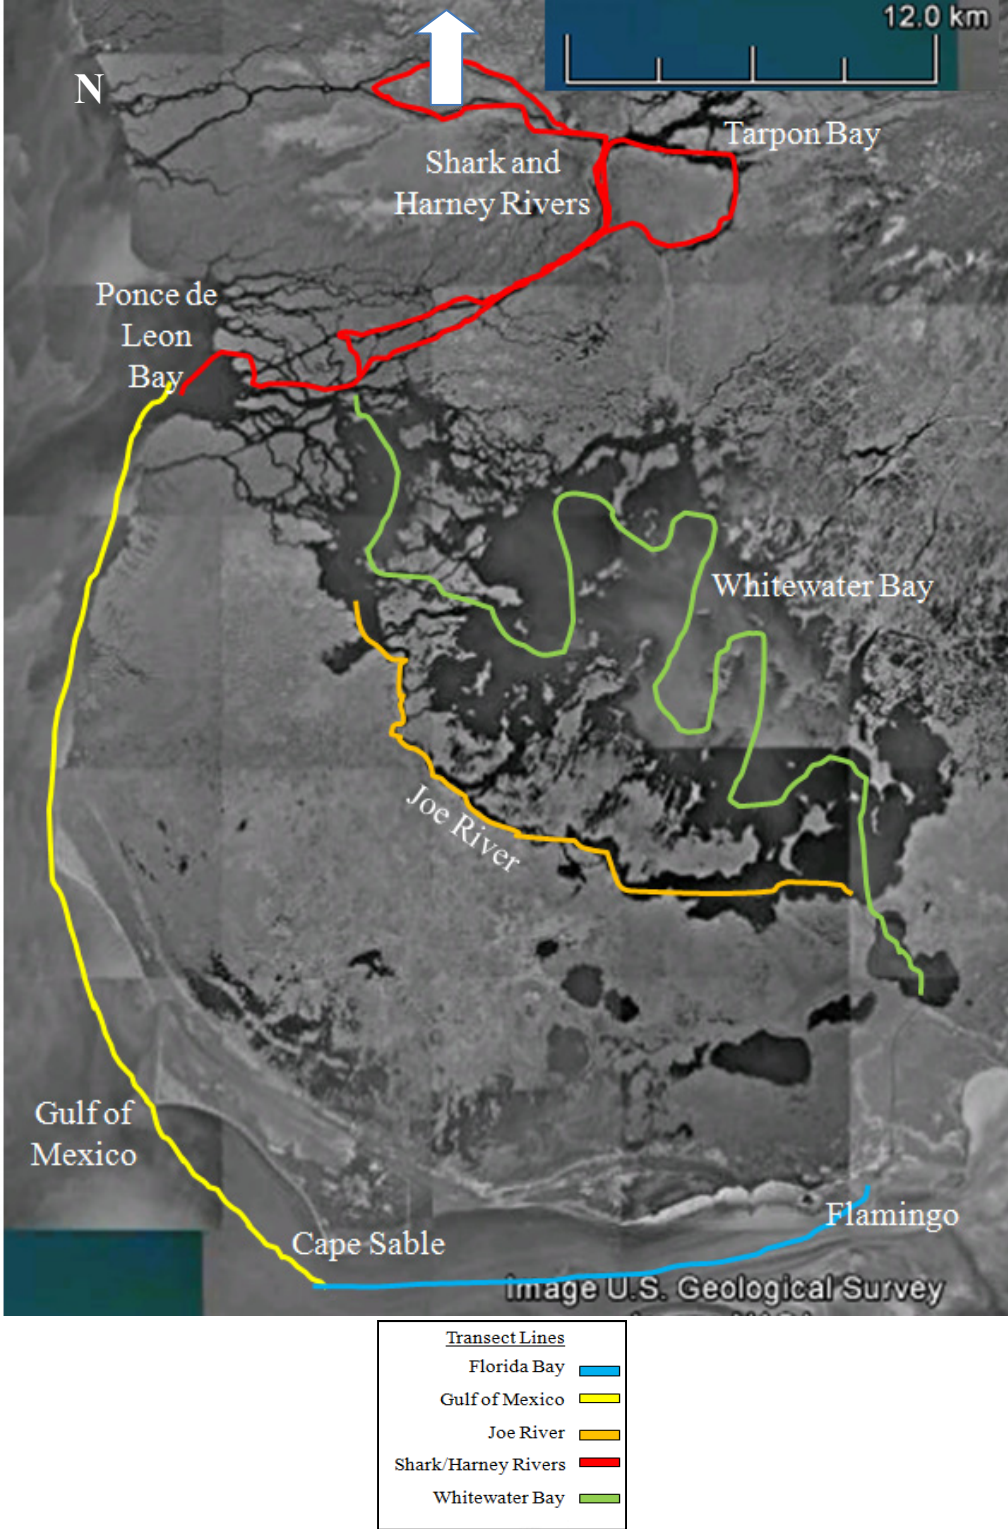 12.0 km
N
Tarpon Bay
Shark and
Harney Rivers
Ponce de
Leon
Bay
Whitewater Bay
Joe River
Gulf of
Mexico
Flamingo
Cape Sable
Image U.S. Geological Survey
Transect Lines
Florida Bay
Gulf of Mexico
Joe River
Shark/Harney Rivers
Whitewater Bay